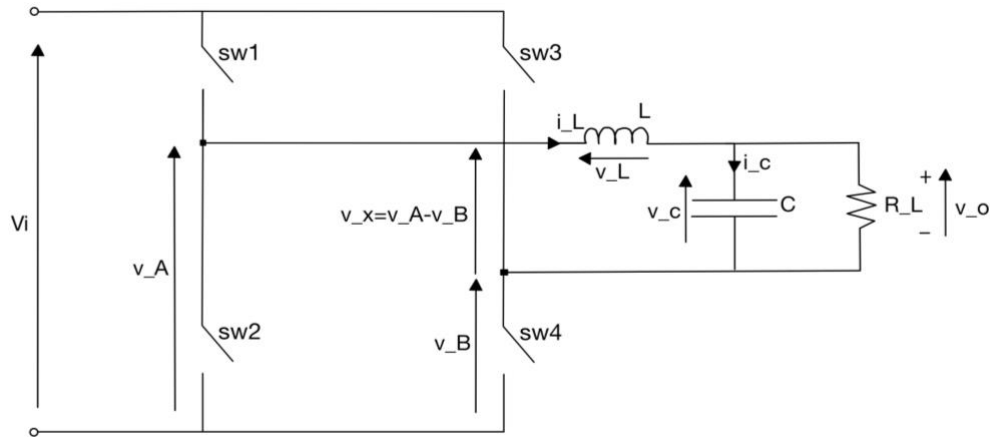 sw1
sw3
i_L
L
v_L
i_c
Vi
v_A
v_x=v_A-v_B
v_c
C
R_L
+
–
v_o
sw2
v_B
sw4